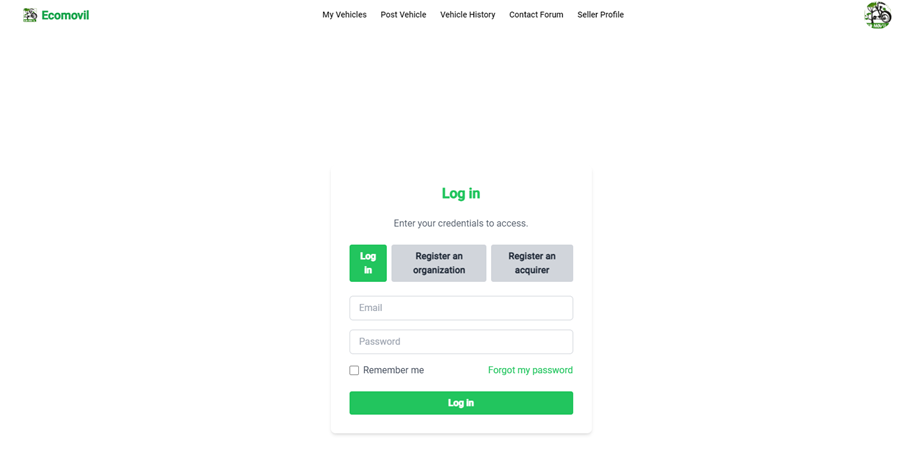 Ecomovil
My Vehicles Post Vehicle Vehicle History Contact Forum Seller Profile
Log in
Enter your credentials to access.
Log in
Register an organization
Register an acquirer
Email
Password
Remember me Forgot my password
Log in